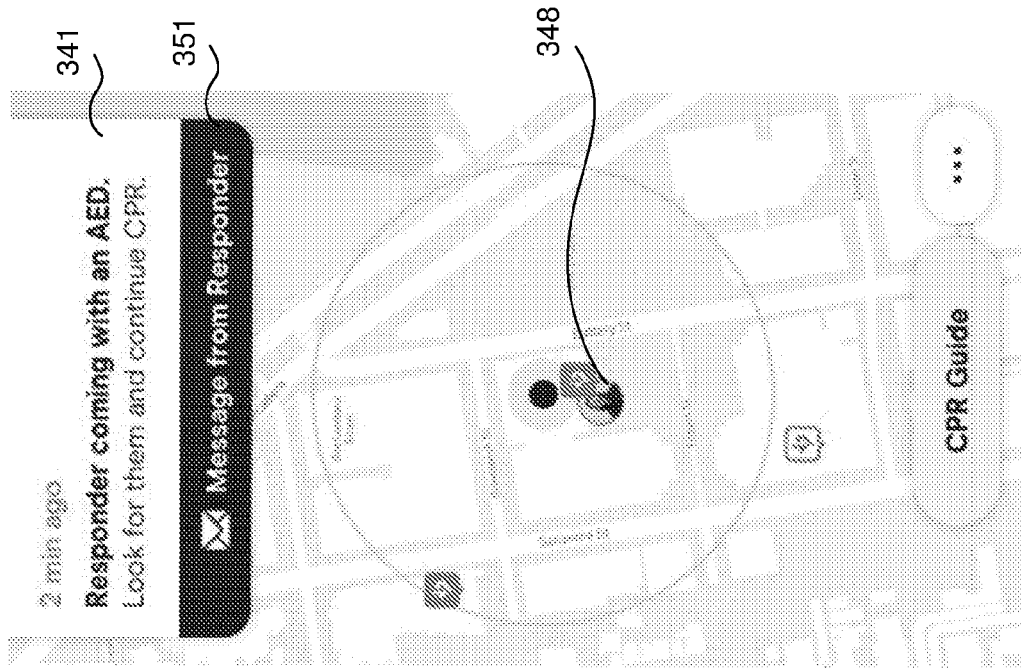 341
351
348
2 min ago
Responder coming with an AED.
Look for them and continue CPR.
Message from Responder
CPR Guide